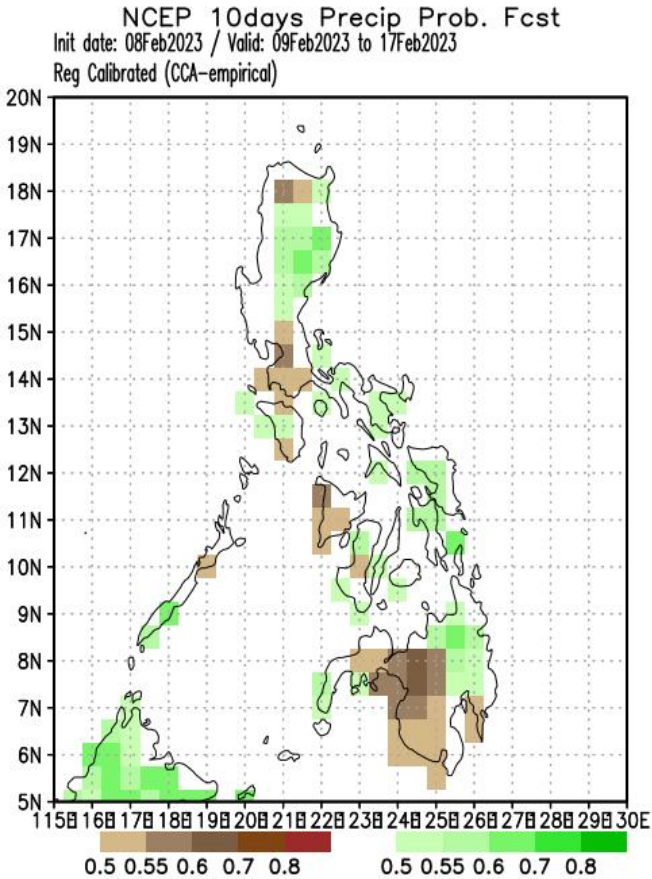 NCEP 10days Precip Prob. Fcst
Init date: 08Feb2023 / Valid: 09Feb2023 to 17Feb2023
Reg Calibrated (CCA-empirical)
20N
19N
18N
17N
16N
15N
14N
13N
12N
11N
10N
9N
8N
7N
6N
5N
115E 116E 117E 118E 119E 120E 121E 122E 123E 124E 125E 126E 127E 128E 129E 130E
0.5 0.55 0.6 0.7 0.8 0.5 0.55 0.6 0.7 0.8